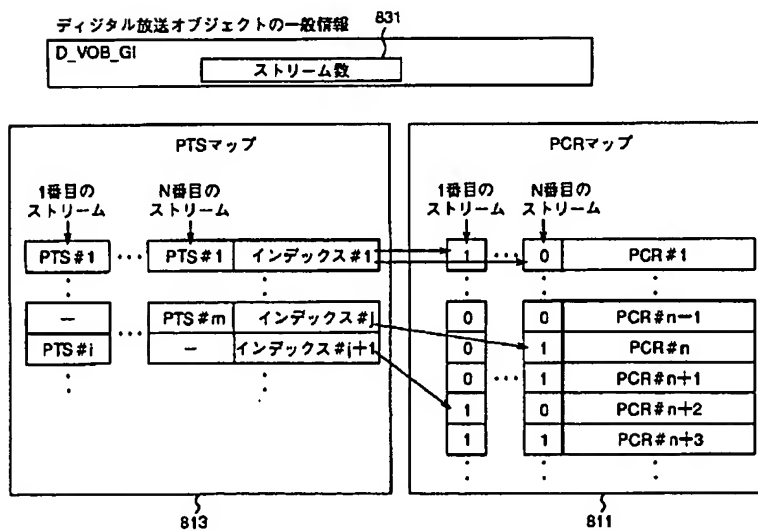 ディジタル放送オブジェクトの一般情報
831
D_VOB_GI
ストリーム数
PTSマップ
1番目の
ストリーム
N番目の
ストリーム
PTS#1 ··· PTS#1 インデックス#1
— ··· PTS#m インデックス#j
PTS#i — インデックス#j+1
813
PCRマップ
1番目の
ストリーム
N番目の
ストリーム
1 ··· 0 PCR#1
0 0 PCR#n-1
0 1 PCR#n
0 ··· 1 PCR#n+1
1 0 PCR#n+2
1 1 PCR#n+3
811